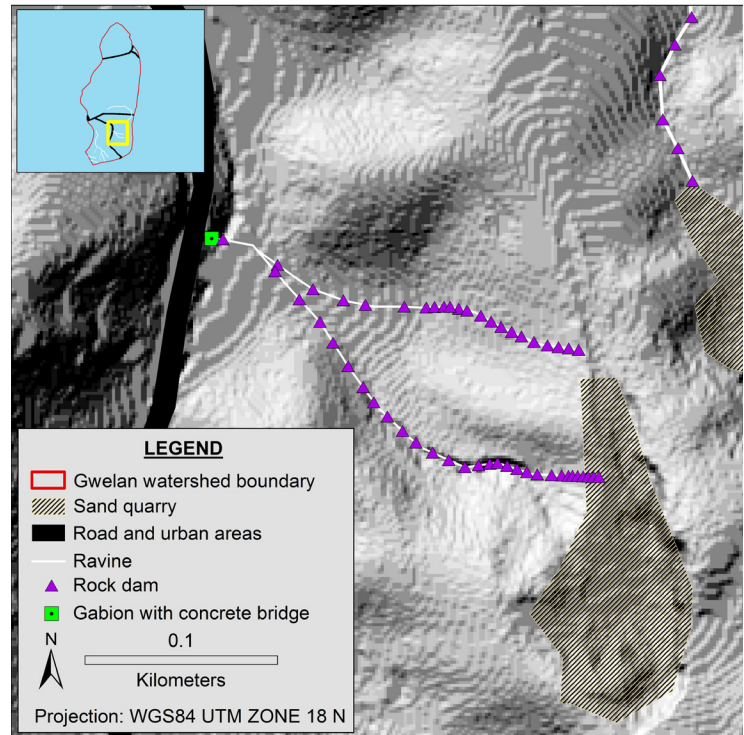 LEGEND
Gwelan watershed boundary
Sand quarry
Road and urban areas
Ravine
Rock dam
Gabion with concrete bridge
N
0.1
Kilometers
Projection: WGS84 UTM ZONE 18 N